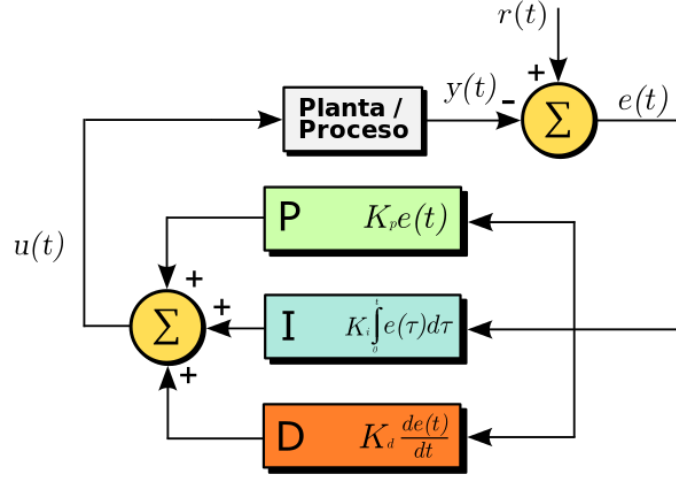 r(t)
+
y(t)
-
Σ
e(t)
Planta /
Proceso
P K_p e(t)
u(t)
+
+
Σ
I K_i ∫_0^t e(τ)dτ
+
D K_d de(t)/dt